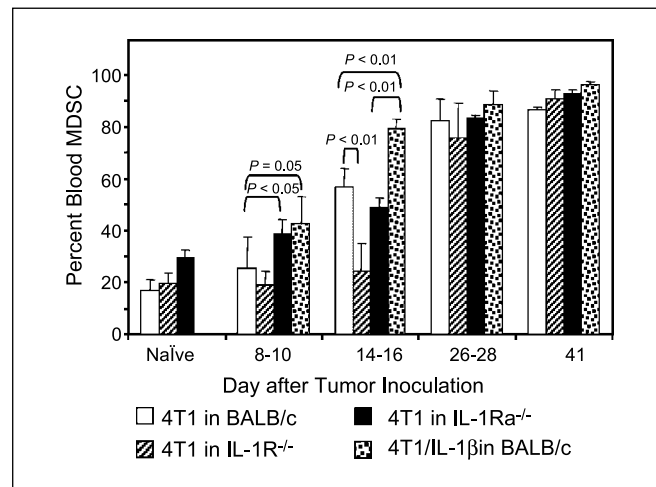 P < 0.01
100
P < 0.01
80
P < 0.01
P = 0.05
60
P < 0.05
40
20
0
Percent Blood MDSC
NaÏve 8-10 14-16 26-28 41
Day after Tumor Inoculation
4T1 in BALB/c 4T1 in IL-1Ra-/-
4T1 in IL-1R-/- 4T1/IL-1βin BALB/c